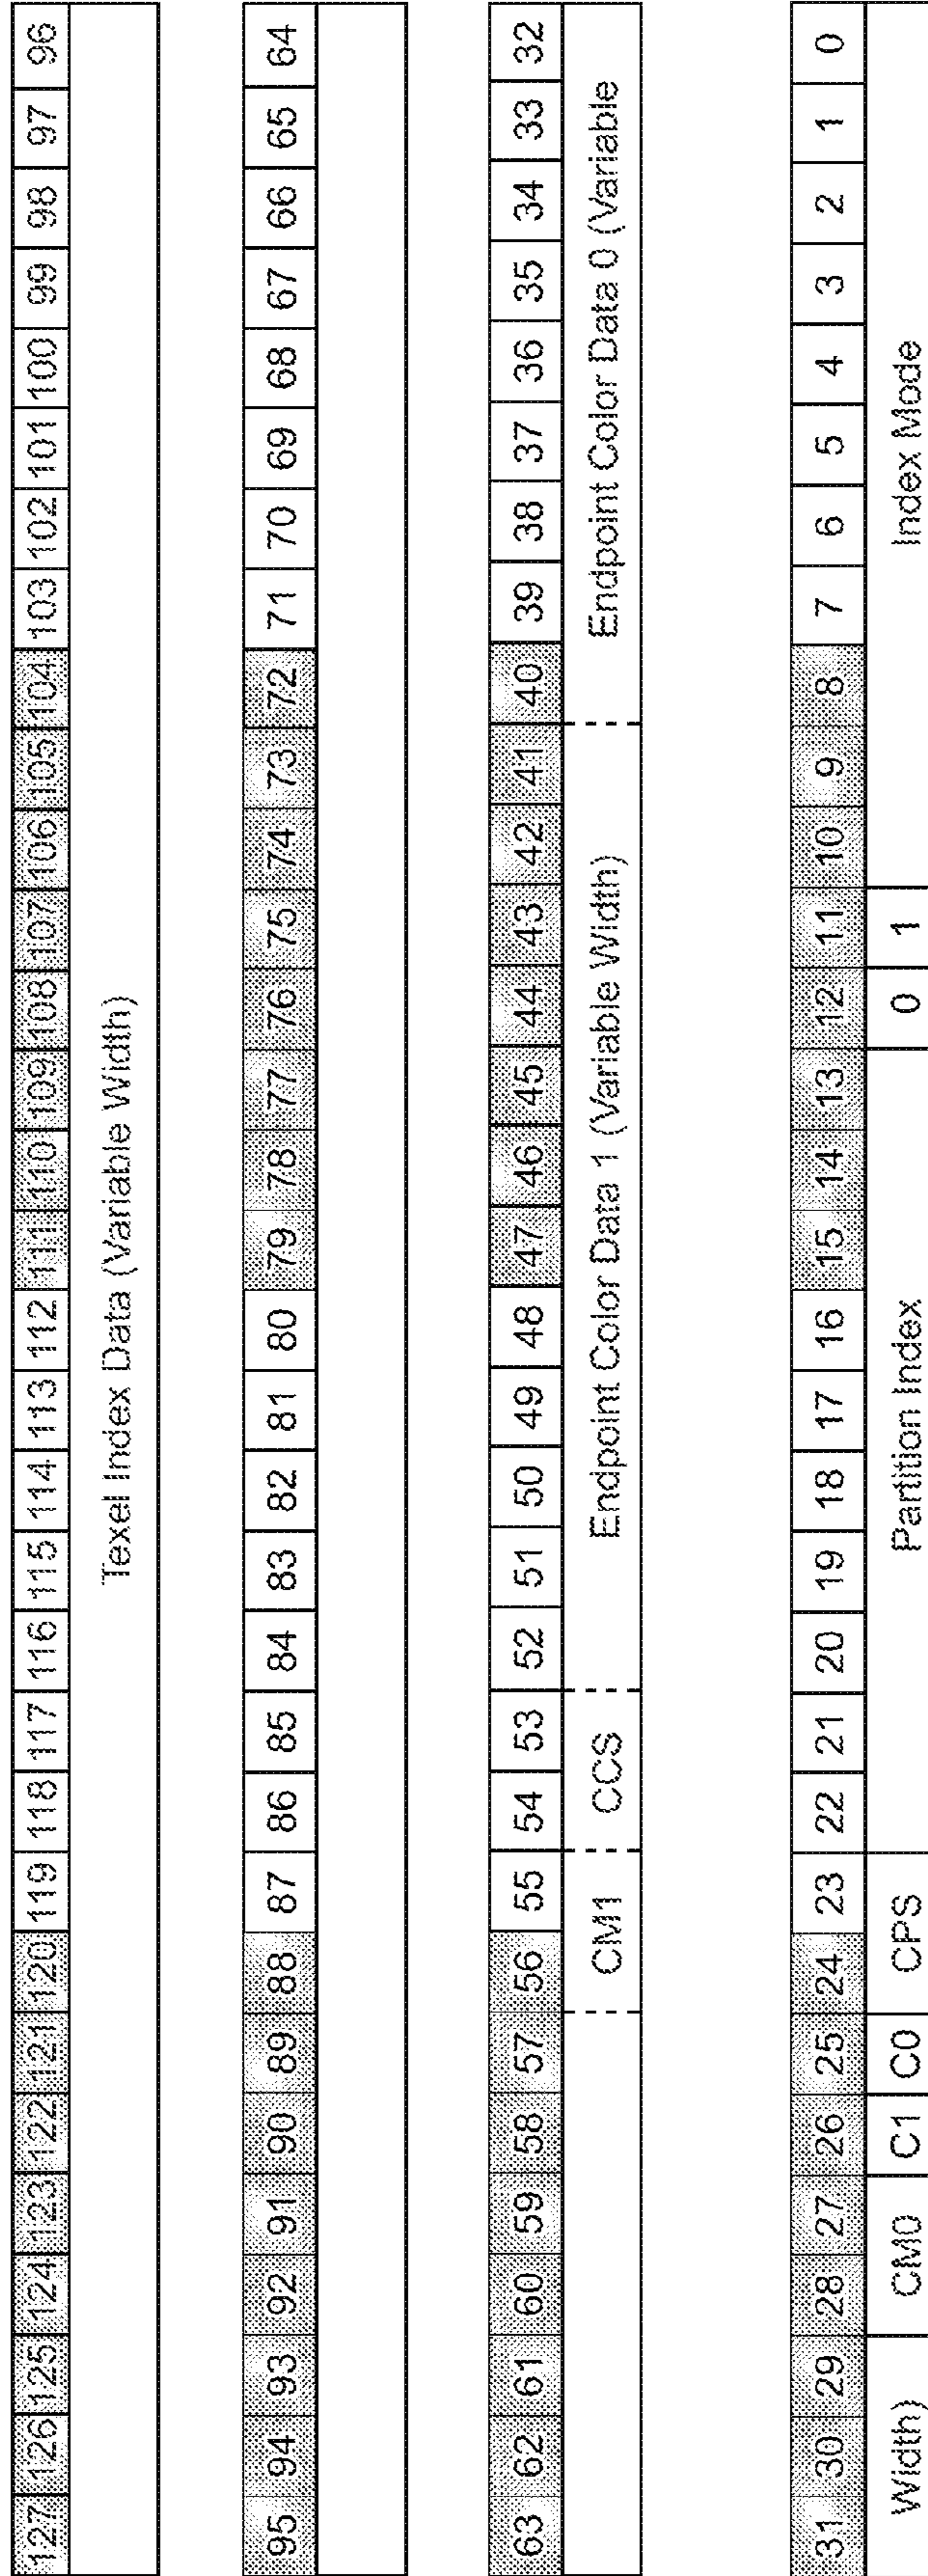 127 126 125 124 123 122 121 120 119 118 117 116 115 114 113 112 111 110 109 108 107 106 105 104 103 102 101 100 99 98 97 96
Texel Index Data (Variable Width)
95 94 93 92 91 90 89 88 87 86 85 84 83 82 81 80 79 78 77 76 75 74 73 72 71 70 69 68 67 66 65 64
63 62 61 60 59 58 57 56 55 54 53 52 51 50 49 48 47 46 45 44 43 42 41 40 39 38 37 36 35 34 33 32
CM1 CCS Endpoint Color Data 1 (Variable Width) Endpoint Color Data 0 (Variable
31 30 29 28 27 26 25 24 23 22 21 20 19 18 17 16 15 14 13 12 11 10 9 8 7 6 5 4 3 2 1 0
Width) CM0 C1 C0 CPS Partition Index 0 1 Index Mode